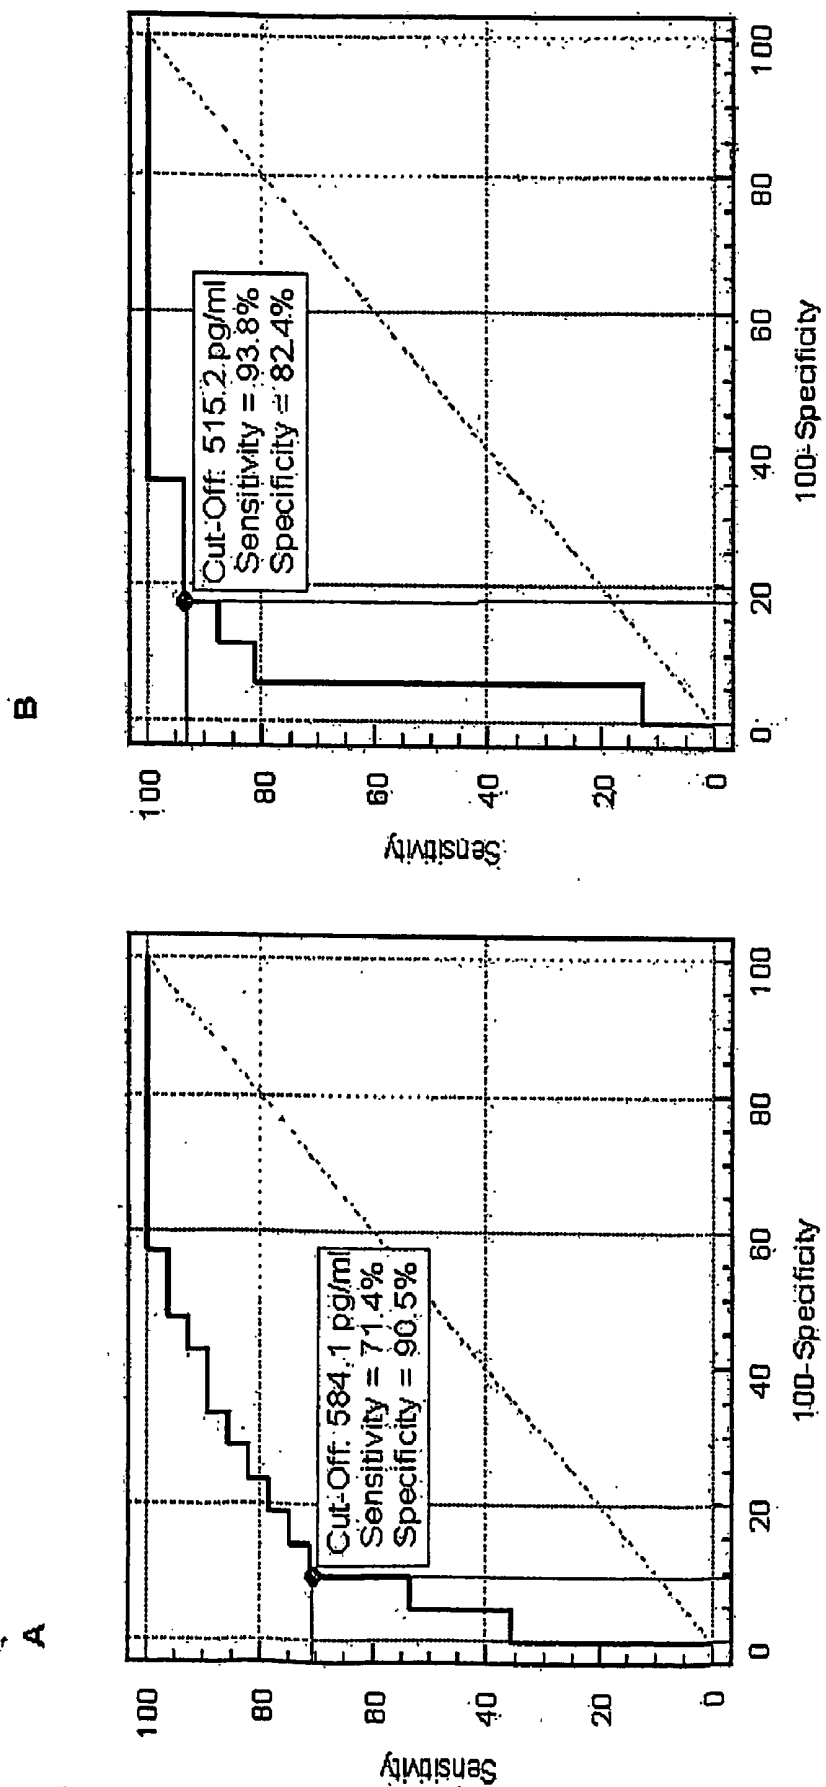 A
Sensitivity
100
80
60
40
20
0
Cut-Off: 584.1 pg/ml
Sensitivity = 71.4%
Specificity = 90.5%
0
20
40
60
80
100
100-Specificity
B
Sensitivity
100
80
60
40
20
0
Cut-Off: 515.2 pg/ml
Sensitivity = 93.8%
Specificity = 82.4%
0
20
40
60
80
100
100-Specificity